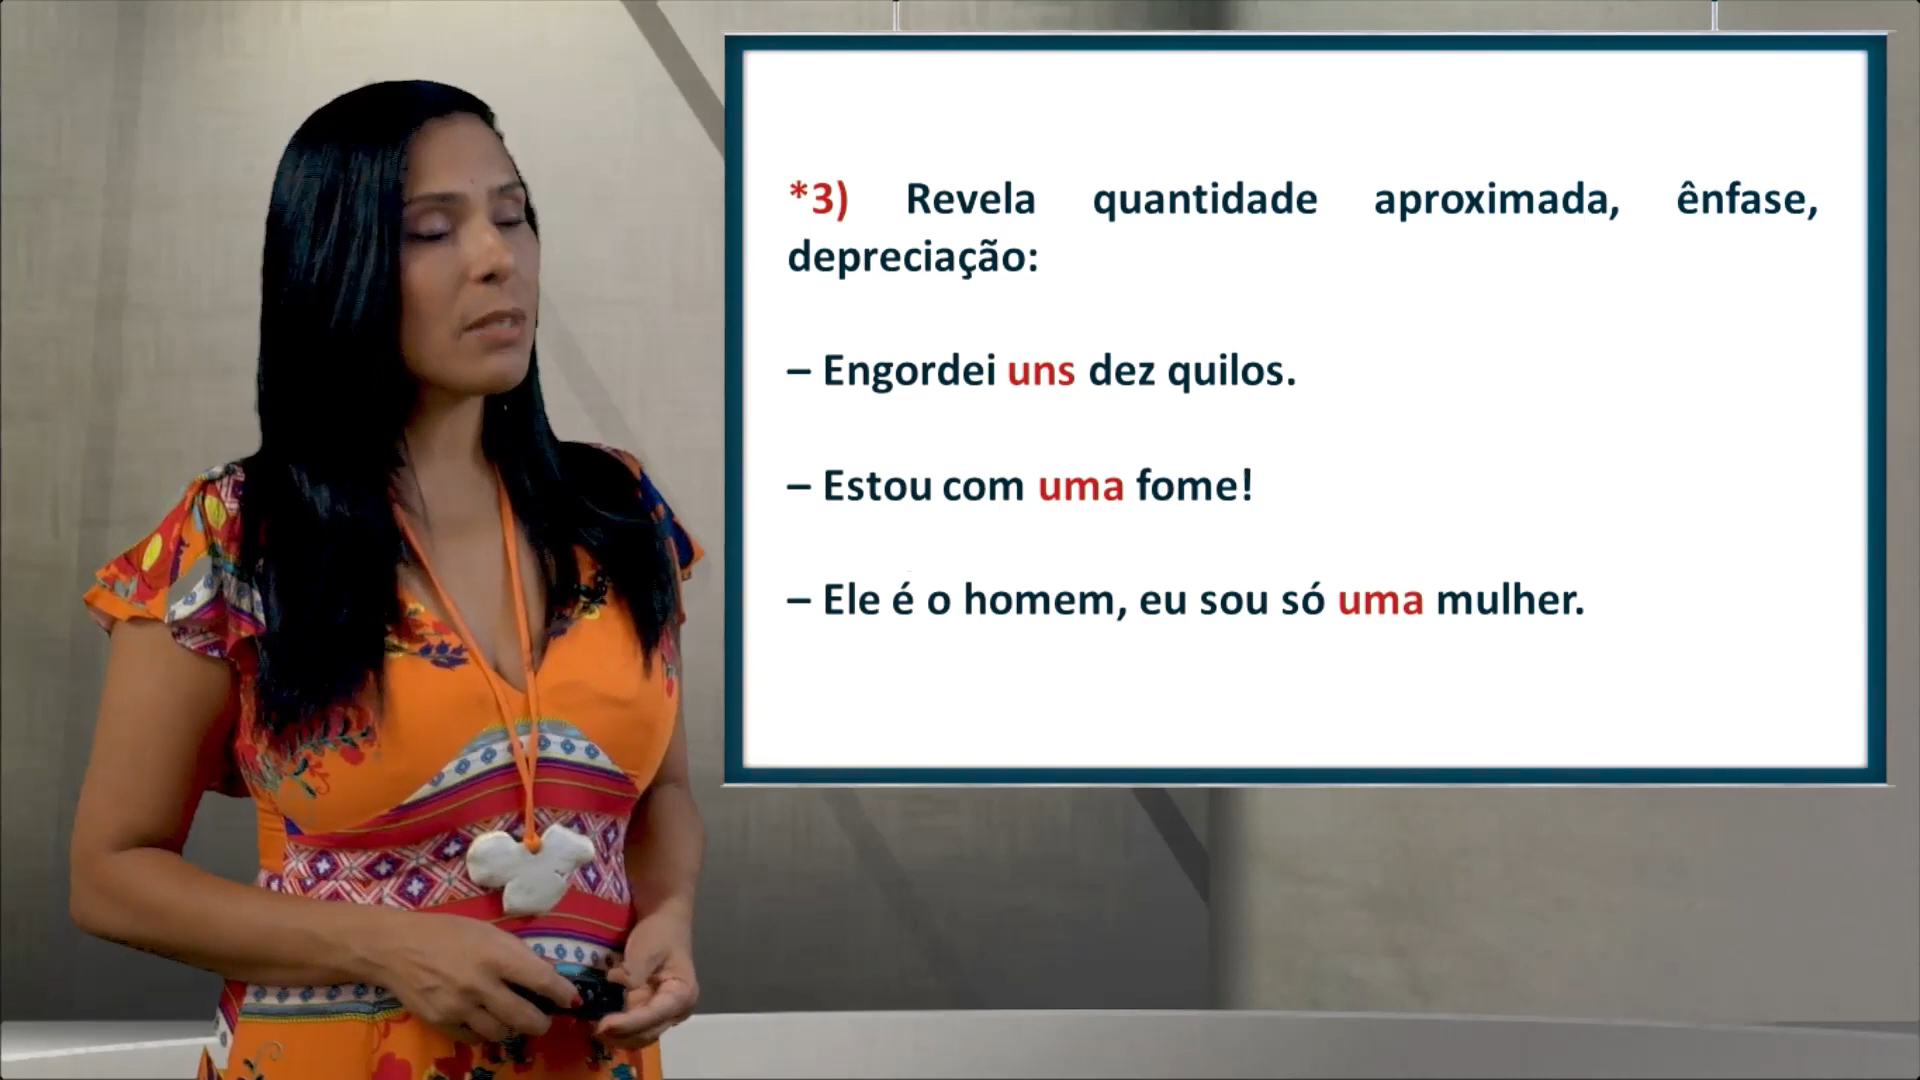 *3) Revela quantidade aproximada, ênfase,
depreciação:
– Engordei uns dez quilos.
– Estou com uma fome!
– Ele é o homem, eu sou só uma mulher.